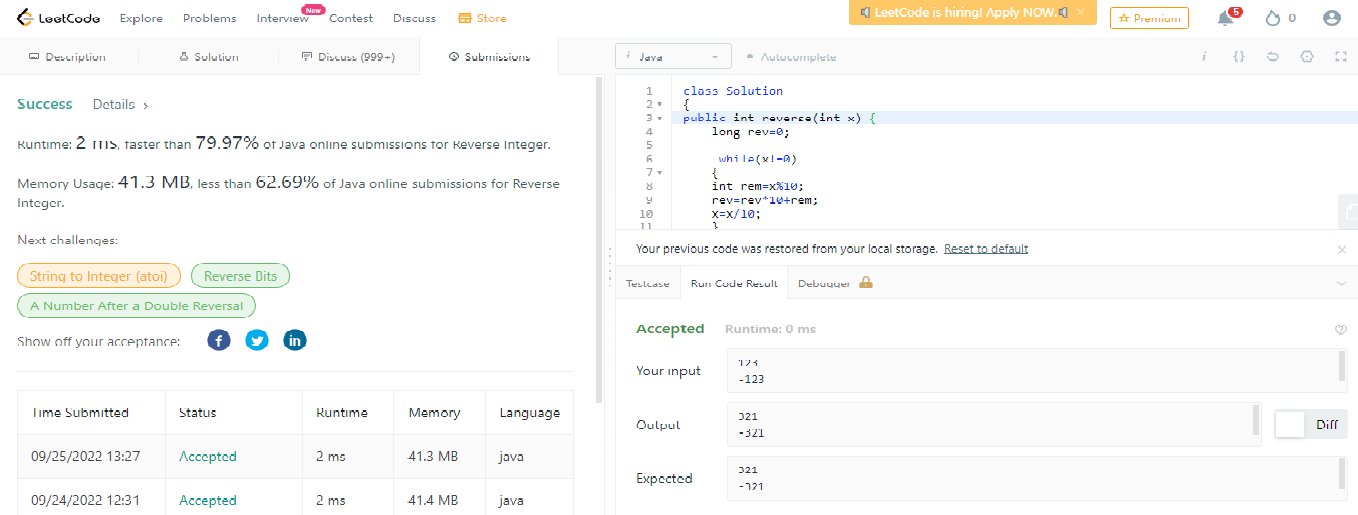 LeetCode Explore Problems Interview New Contest Discuss Store LeetCode is hiring! Apply NOW. × Premium 5 0
Description Solution Discuss (999+) Submissions
Success Details >
Runtime: 2 ms, faster than 79.97% of Java online submissions for Reverse Integer.
Memory Usage: 41.3 MB, less than 62.69% of Java online submissions for Reverse
Integer.
Next challenges:
String to Integer (atoi) Reverse Bits
A Number After a Double Reversal
Show off your acceptance:
Time Submitted Status Runtime Memory Language
09/25/2022 13:27 Accepted 2 ms 41.3 MB java
09/24/2022 12:31 Accepted 2 ms 41.4 MB java
i Java Autocomplete i {}
1 class Solution
2 {
3 public int reverse(int x) {
4 long rev=0;
5
6 while(x!=0)
7 {
8 int rem=x%10;
9 rev=rev*10+rem;
10 x=x/10;
11 }
Your previous code was restored from your local storage. Reset to default ×
Testcase Run Code Result Debugger
Accepted Runtime: 0 ms
Your input
123
-123
Output
321
-321
Diff
Expected
321
-321